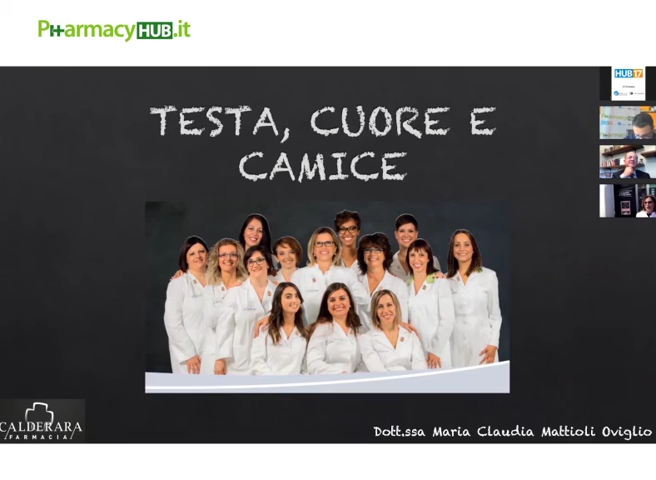 PharmacyHUB.it
HUB17
TESTA, CUORE E
CAMICE
CALDERARA
FARMACIA
Dott.ssa Maria Claudia Mattioli Oviglio